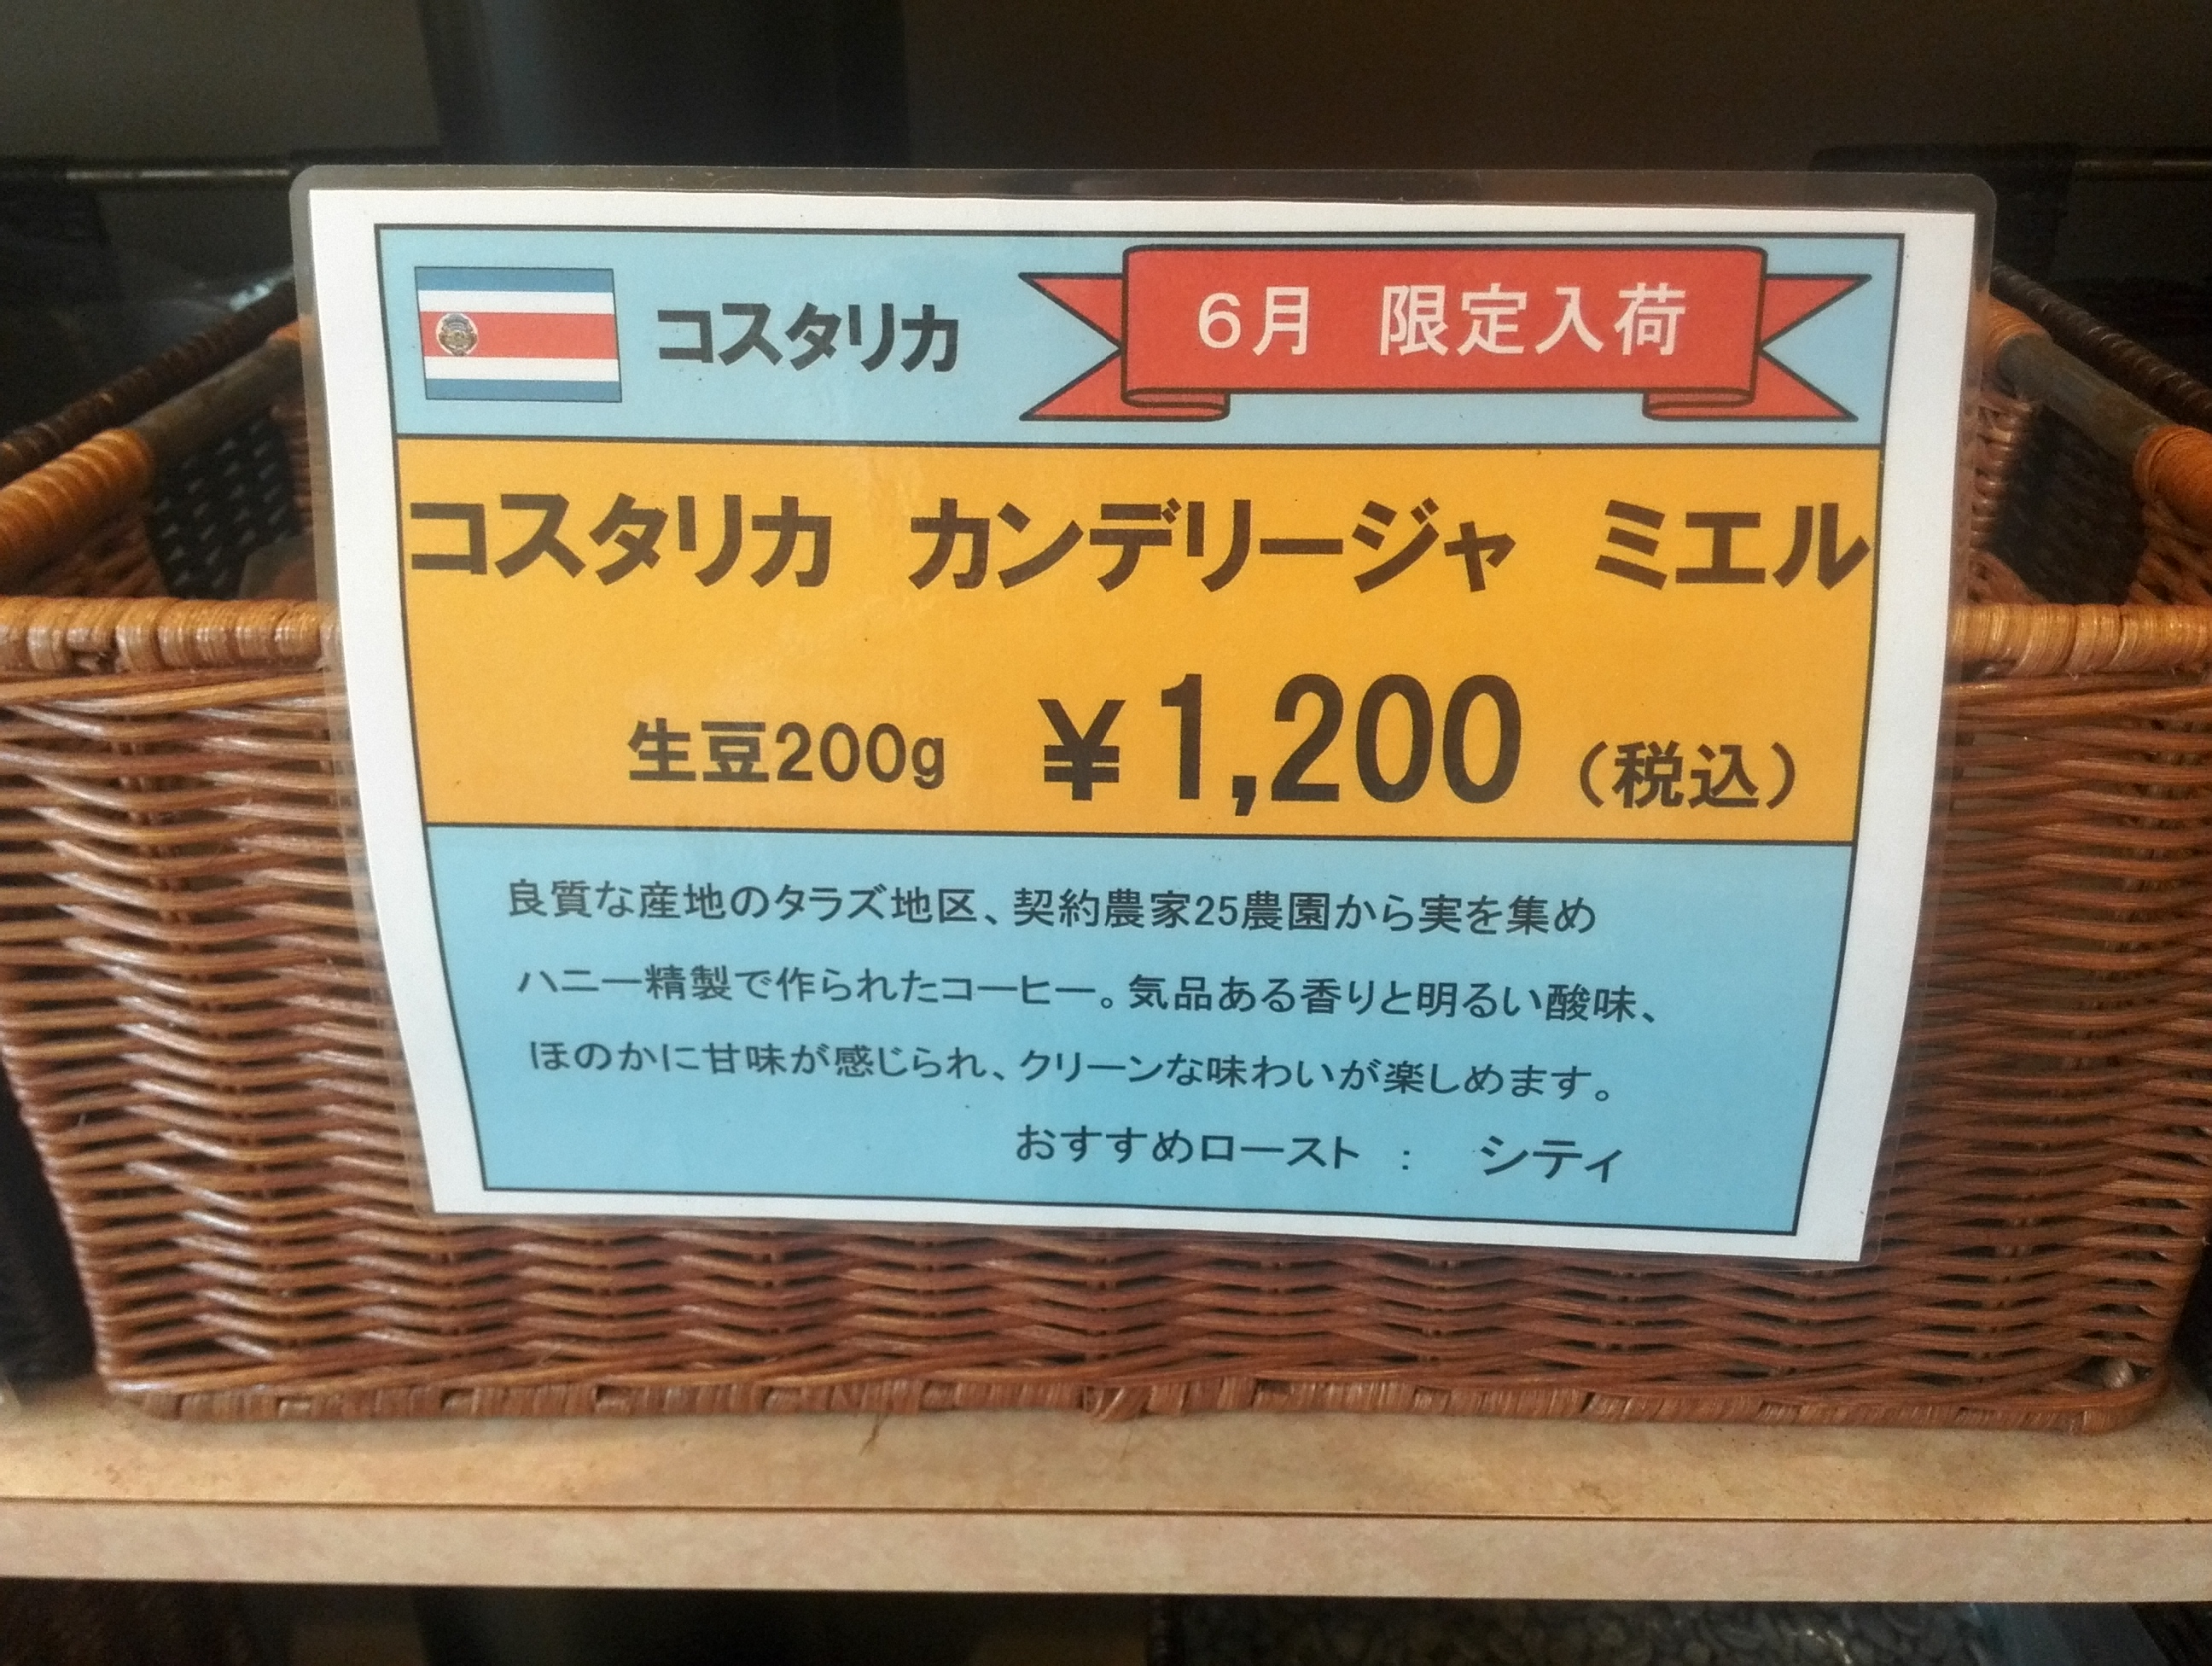 コスタリカ 6月 限定入荷
コスタリカ カンデリージャ ミエル
生豆200g ¥1,200 (税込)
良質な産地のタラズ地区、契約農家25農園から実を集め
ハニー精製で作られたコーヒー。気品ある香りと明るい酸味、
ほのかに甘味が感じられ、クリーンな味わいが楽しめます。
おすすめロースト : シティ